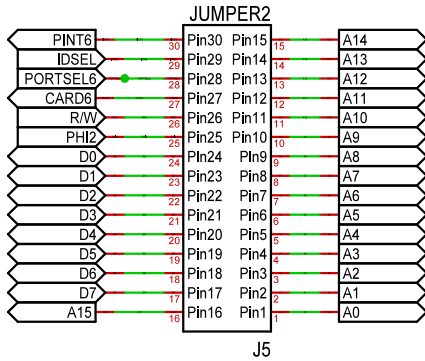 JUMPER2
PINT6 30 Pin30 Pin15 15 A14
IDSEL 29 Pin29 Pin14 14 A13
PORTSEL6 28 Pin28 Pin13 13 A12
CARD6 27 Pin27 Pin12 12 A11
R/W 26 Pin26 Pin11 11 A10
PHI2 25 Pin25 Pin10 10 A9
D0 24 Pin24 PIn9 9 A8
D1 23 Pin23 Pin8 8 A7
D2 22 Pin22 Pin7 7 A6
D3 21 Pin21 Pin6 6 A5
D4 20 Pin20 Pin5 5 A4
D5 19 Pin19 Pin4 4 A3
D6 18 Pin18 Pin3 3 A2
D7 17 Pin17 Pin2 2 A1
A15 16 Pin16 Pin1 1 A0
J5